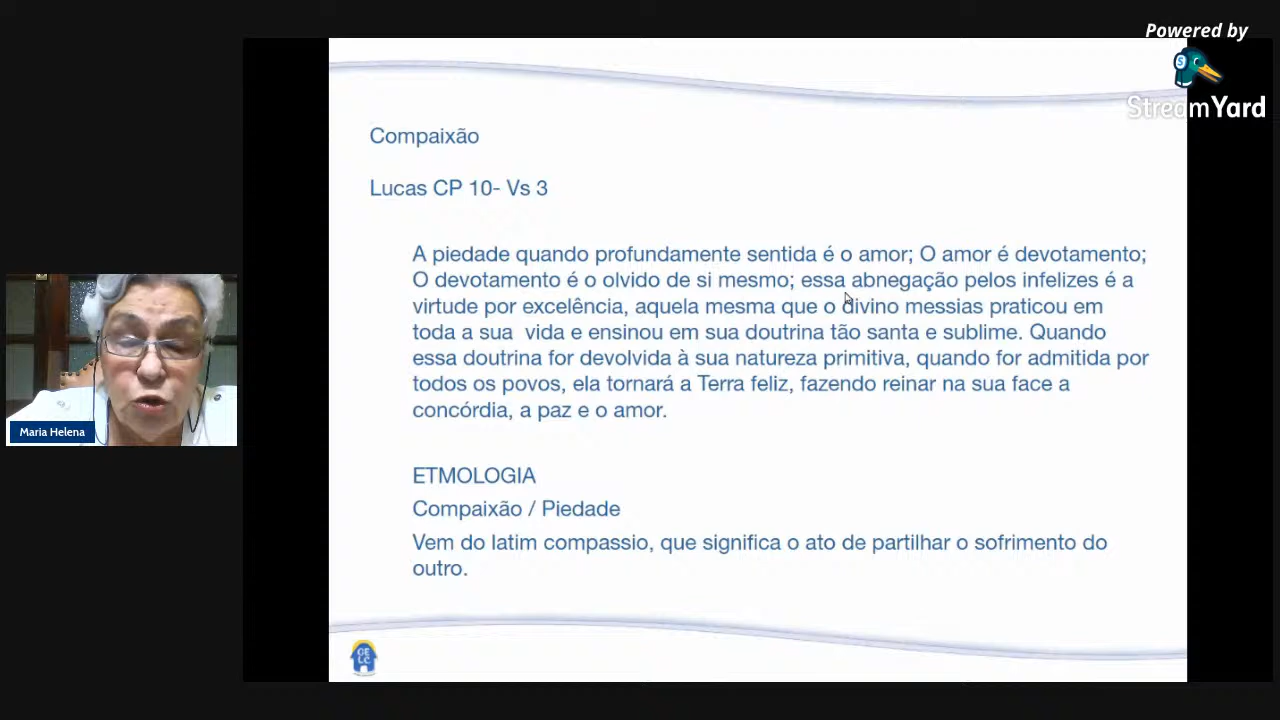 Powered by
StreamYard
Compaixão
Lucas CP 10- Vs 3
A piedade quando profundamente sentida é o amor; O amor é devotamento;
O devotamento é o olvido de si mesmo; essa abnegação pelos infelizes é a
virtude por excelência, aquela mesma que o divino messias praticou em
toda a sua vida e ensinou em sua doutrina tão santa e sublime. Quando
essa doutrina for devolvida à sua natureza primitiva, quando for admitida por
todos os povos, ela tornará a Terra feliz, fazendo reinar na sua face a
concórdia, a paz e o amor.
Maria Helena
ETMOLOGIA
Compaixão / Piedade
Vem do latim compassio, que significa o ato de partilhar o sofrimento do
outro.